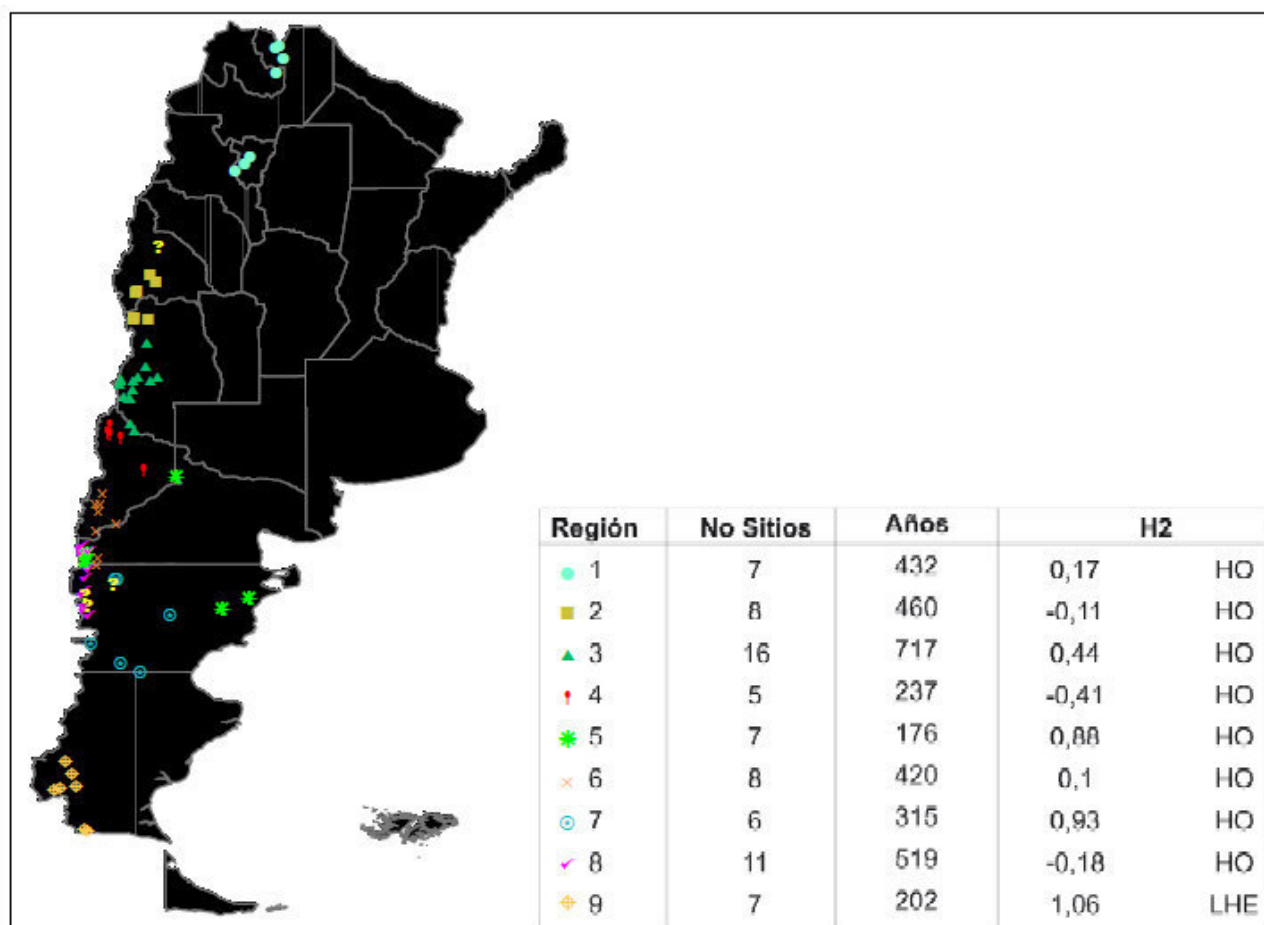 ?
?
Región No Sitios Años H2
1 7 432 0,17 HO
2 8 460 -0,11 HO
3 16 717 0,44 HO
4 5 237 -0,41 HO
5 7 176 0,88 HO
6 8 420 0,1 HO
7 6 315 0,93 HO
8 11 519 -0,18 HO
9 7 202 1,06 LHE